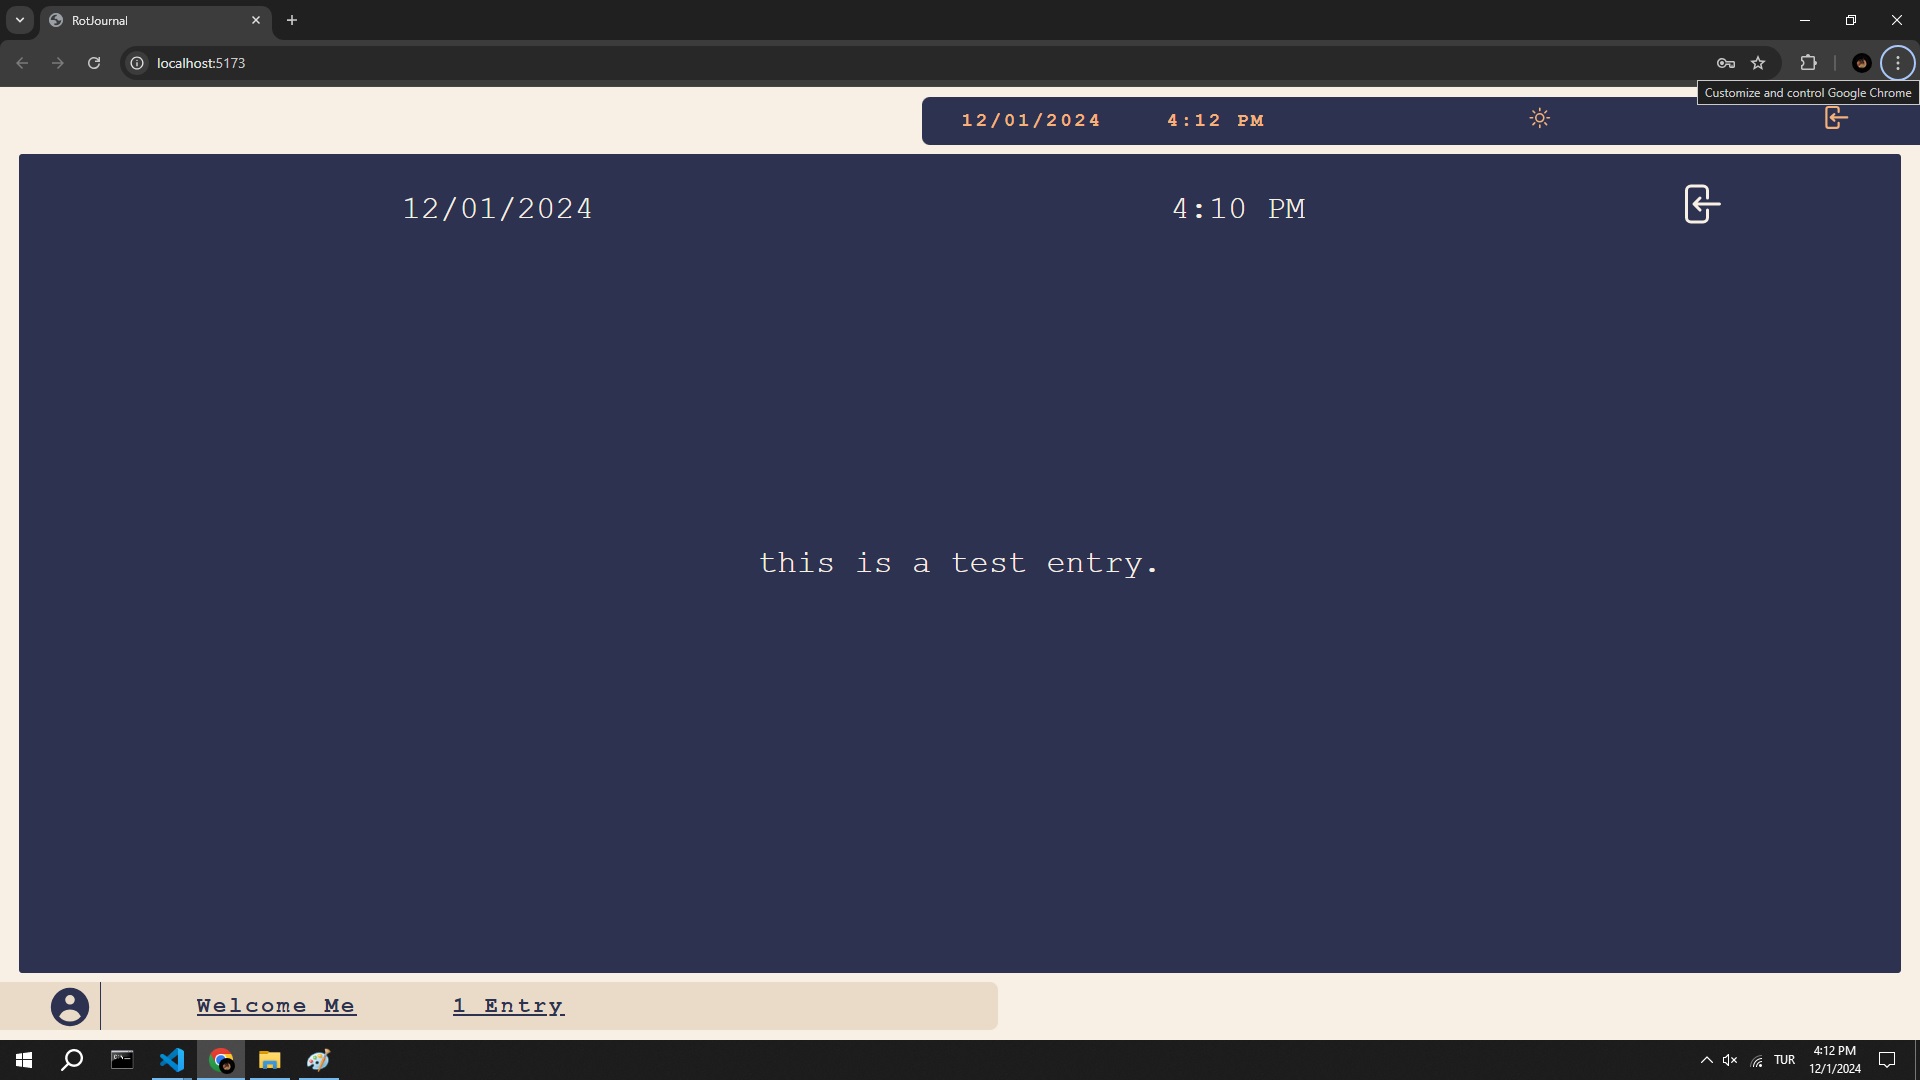 RotJournal
localhost:5173
Customize and control Google Chrome
12/01/2024 4:12 PM
12/01/2024 4:10 PM
this is a test entry.
Welcome Me 1 Entry
TUR
4:12 PM
12/1/2024